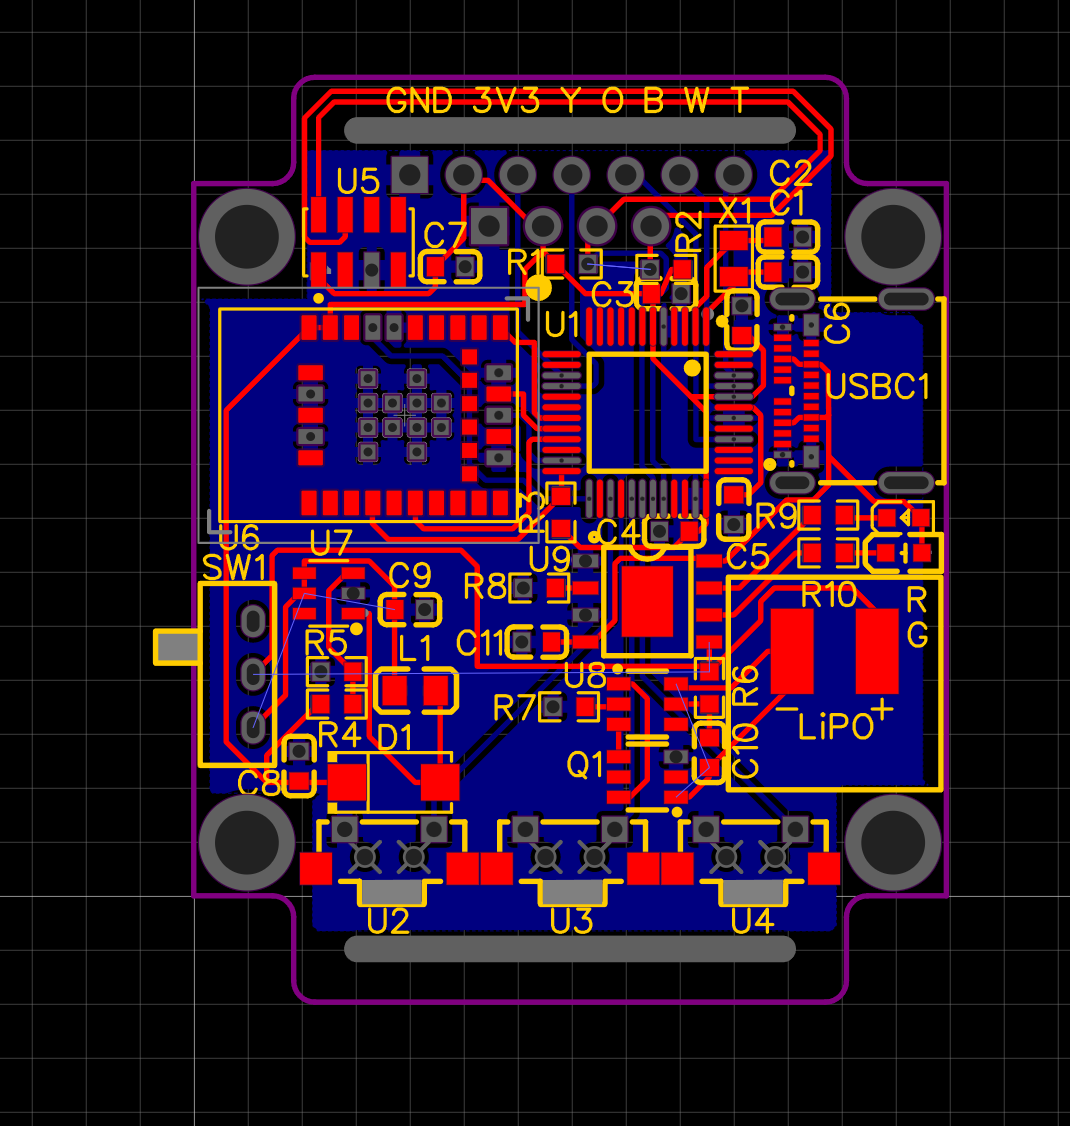 GND 3V3 Y O B W T
C2
U5
C1
X1
R2
C7
R1
C3
U1
C6
USBC1
R3
R9
C4
U6
U7
U9
C5
SW1
C9
R8
R10
R
G
R5
L1
C11
U8
R6
R7
− LiPO +
R4
D1
Q1
C10
C8
U2
U3
U4